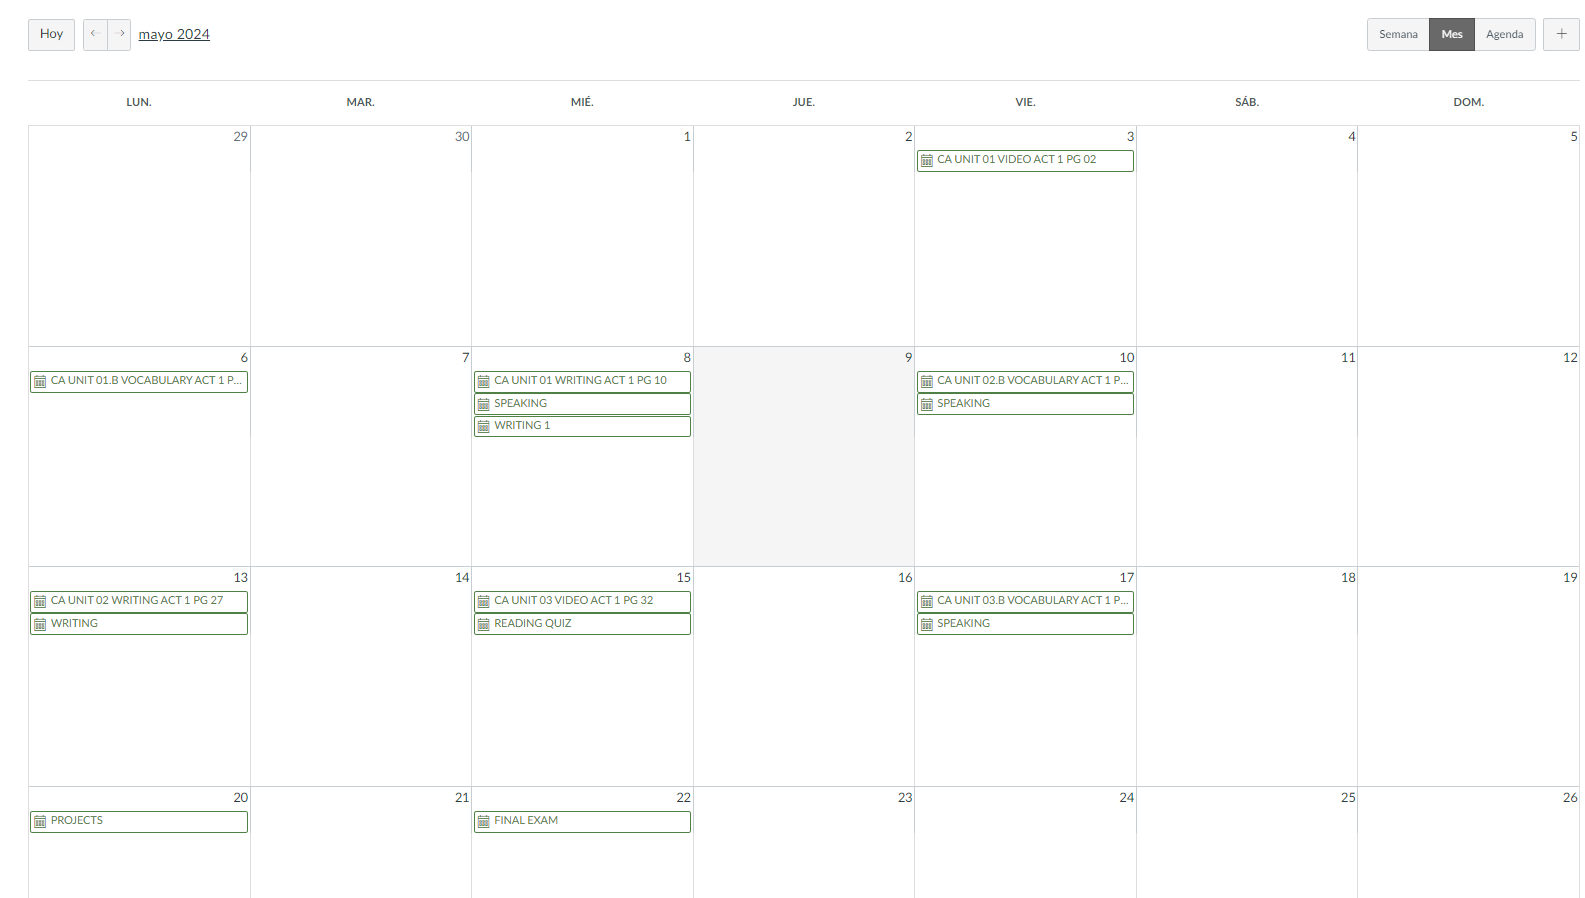 Hoy ← → mayo 2024 Semana Mes Agenda +
LUN. MAR. MIÉ. JUE. VIE. SÁB. DOM.
29 30 1 2 3 4 5
CA UNIT 01 VIDEO ACT 1 PG 02
6 7 8 9 10 11 12
CA UNIT 01.B VOCABULARY ACT 1 P... CA UNIT 01 WRITING ACT 1 PG 10 CA UNIT 02.B VOCABULARY ACT 1 P...
SPEAKING SPEAKING
WRITING 1
13 14 15 16 17 18 19
CA UNIT 02 WRITING ACT 1 PG 27 CA UNIT 03 VIDEO ACT 1 PG 32 CA UNIT 03.B VOCABULARY ACT 1 P...
WRITING READING QUIZ SPEAKING
20 21 22 23 24 25 26
PROJECTS FINAL EXAM